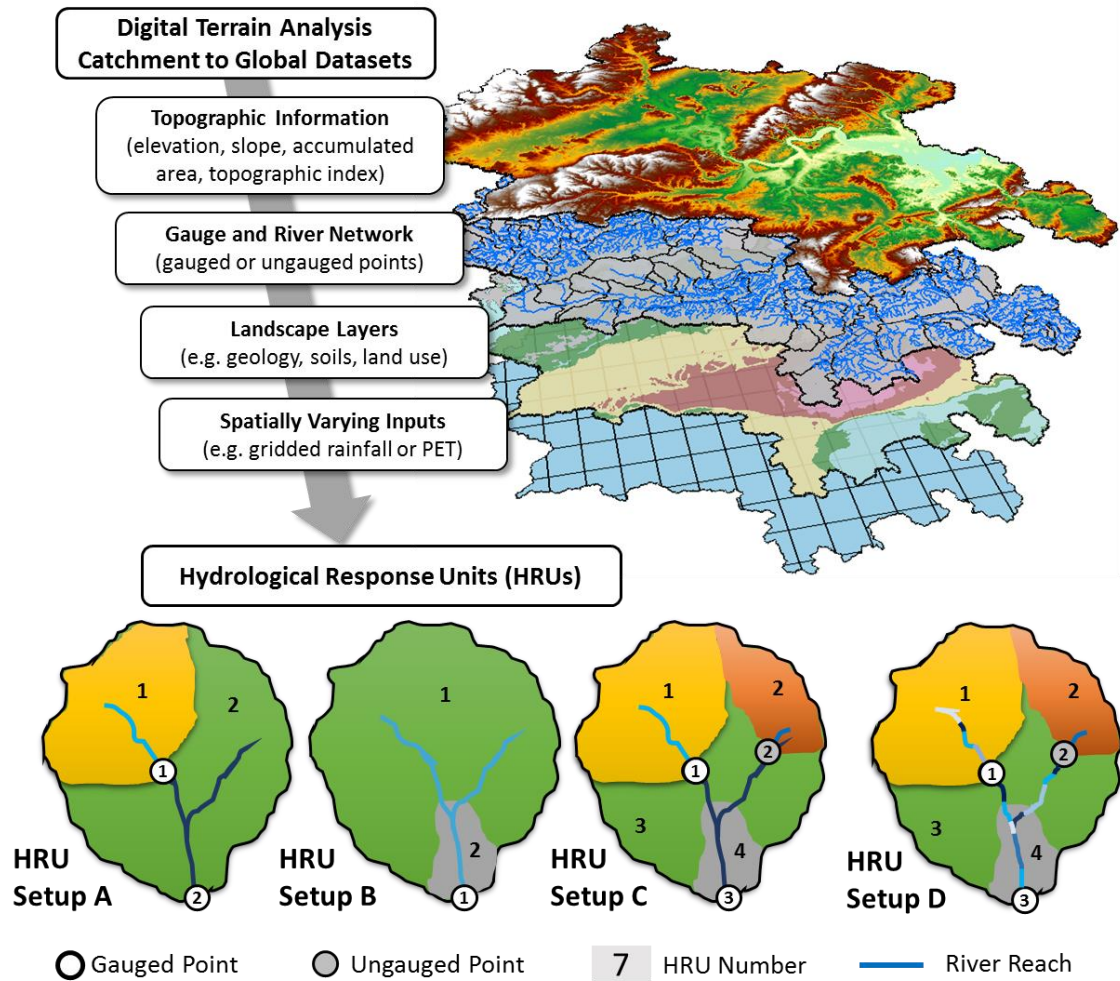 Digital Terrain Analysis
Catchment to Global Datasets
Topographic Information
(elevation, slope, accumulated
area, topographic index)
Gauge and River Network
(gauged or ungauged points)
Landscape Layers
(e.g. geology, soils, land use)
Spatially Varying Inputs
(e.g. gridded rainfall or PET)
Hydrological Response Units (HRUs)
1
2
1
2
HRU
Setup A
1
2
1
HRU
Setup B
1
2
2
1
3
4
3
HRU
Setup C
1
2
2
1
3
4
3
HRU
Setup D
Gauged Point
Ungauged Point
7 HRU Number
River Reach